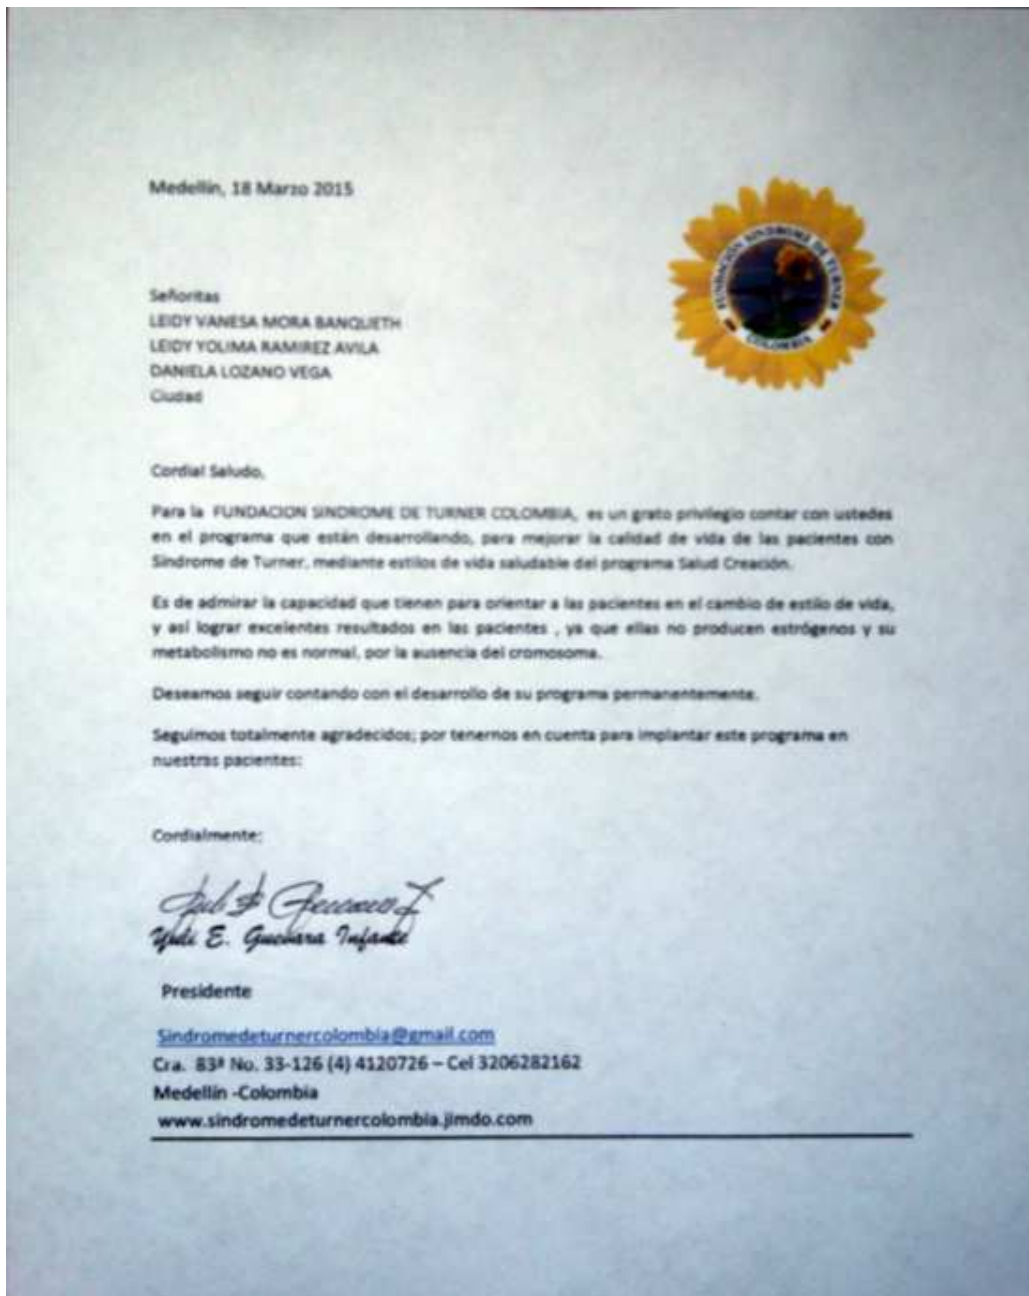 Medellín, 18 Marzo 2015
FUNDACIÓN SINDROME DE TURNER
COLOMBIA
Señoritas
LEIDY VANESA MORA BANQUETH
LEIDY YOLIMA RAMIREZ AVILA
DANIELA LOZANO VEGA
Ciudad
Cordial Saludo,
Para la FUNDACION SINDROME DE TURNER COLOMBIA, es un grato privilegio contar con ustedes
en el programa que están desarrollando, para mejorar la calidad de vida de las pacientes con
Sindrome de Turner, mediante estilos de vida saludable del programa Salud Creación.
Es de admirar la capacidad que tienen para orientar a las pacientes en el cambio de estilo de vida,
y así lograr excelentes resultados en las pacientes , ya que ellas no producen estrógenos y su
metabolismo no es normal, por la ausencia del cromosoma.
Deseamos seguir contando con el desarrollo de su programa permanentemente.
Seguimos totalmente agradecidos; por tenernos en cuenta para implantar este programa en
nuestras pacientes:
Cordialmente;
Yudi E. Guevara Infante
Presidente
Sindromedeturnercolombia@gmail.com
Cra. 83ª No. 33-126 (4) 4120726 – Cel 3206282162
Medellín -Colombia
www.sindromedeturnercolombia.jimdo.com